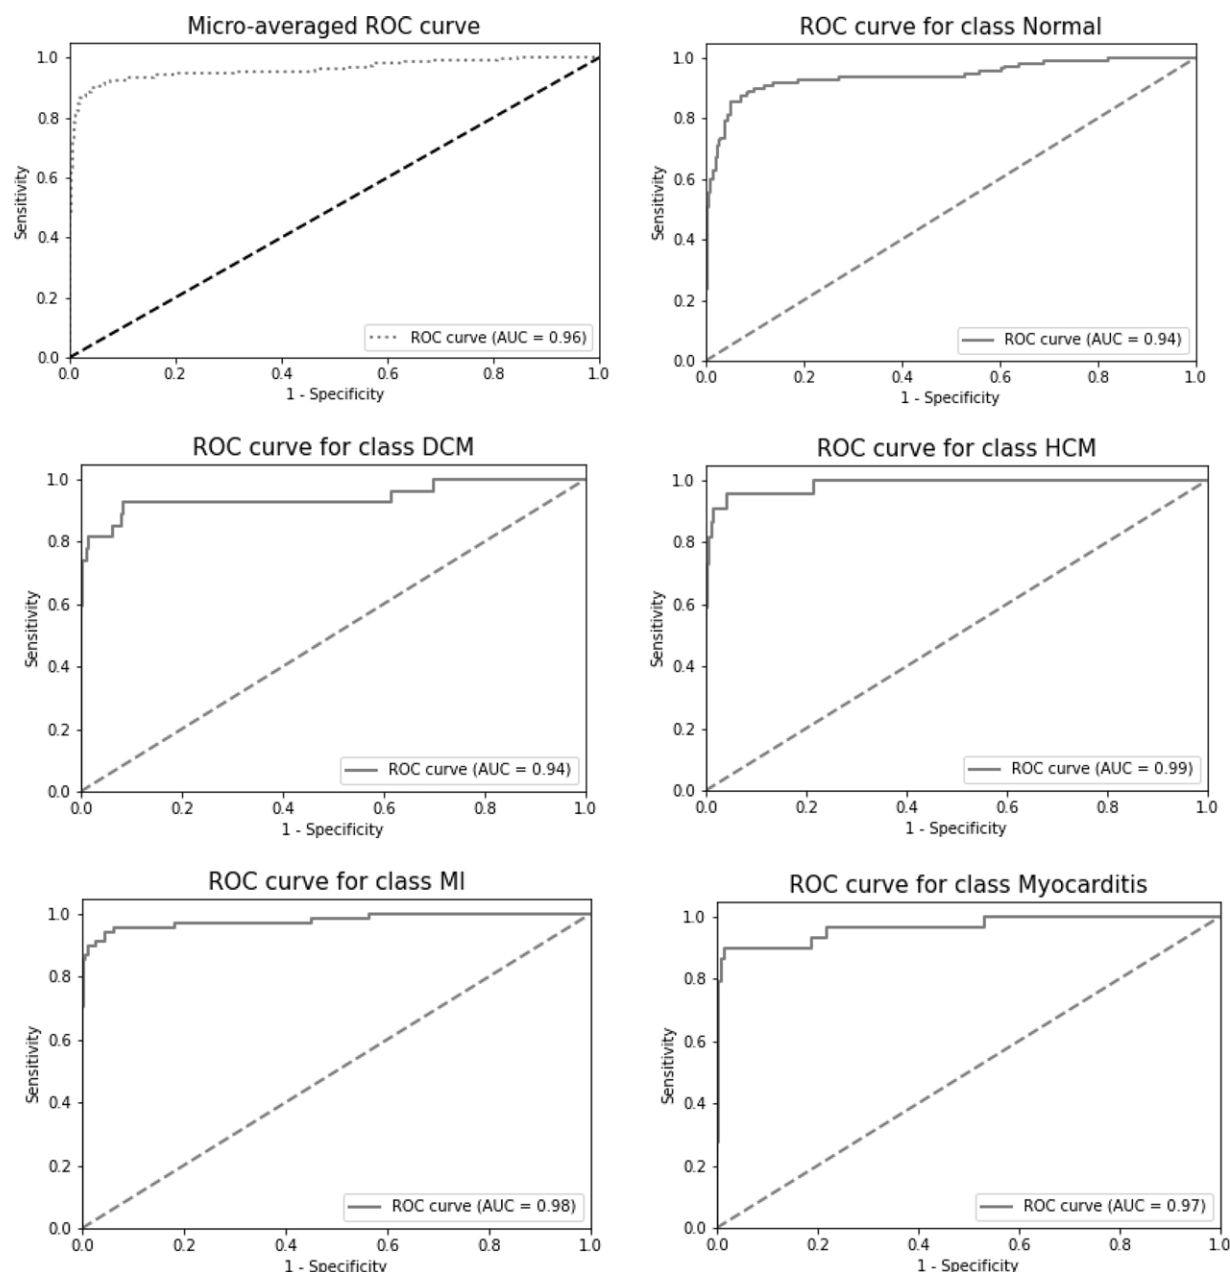 Micro-averaged ROC curve
1.0
0.8
0.6
0.4
0.2
0.0
Sensitivity
ROC curve (AUC = 0.96)
0.0 0.2 0.4 0.6 0.8 1.0
1 - Specificity
ROC curve for class Normal
1.0
0.8
0.6
0.4
0.2
0.0
Sensitivity
ROC curve (AUC = 0.94)
0.0 0.2 0.4 0.6 0.8 1.0
1 - Specificity
ROC curve for class DCM
1.0
0.8
0.6
0.4
0.2
0.0
Sensitivity
ROC curve (AUC = 0.94)
0.0 0.2 0.4 0.6 0.8 1.0
1 - Specificity
ROC curve for class HCM
1.0
0.8
0.6
0.4
0.2
0.0
Sensitivity
ROC curve (AUC = 0.99)
0.0 0.2 0.4 0.6 0.8 1.0
1 - Specificity
ROC curve for class MI
1.0
0.8
0.6
0.4
0.2
0.0
Sensitivity
ROC curve (AUC = 0.98)
0.0 0.2 0.4 0.6 0.8 1.0
1 - Specificity
ROC curve for class Myocarditis
1.0
0.8
0.6
0.4
0.2
0.0
Sensitivity
ROC curve (AUC = 0.97)
0.0 0.2 0.4 0.6 0.8 1.0
1 - Specificity